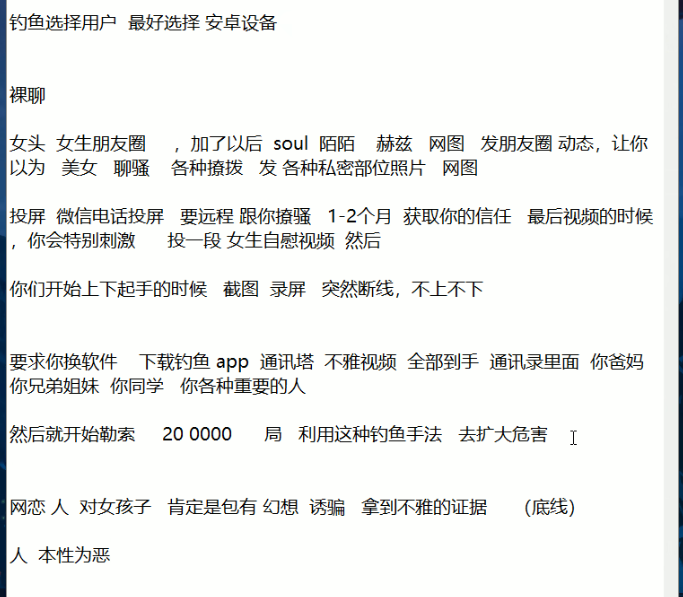 钓鱼选择用户  最好选择 安卓设备
裸聊
女头  女生朋友圈    ，加了以后  soul  陌陌    赫兹   网图   发朋友圈 动态，让你
以为   美女   聊骚    各种撩拨   发 各种私密部位照片   网图
投屏  微信电话投屏   要远程 跟你撩骚   1-2个月  获取你的信任   最后视频的时候
，你会特别刺激      投一段 女生自慰视频  然后
你们开始上下起手的时候   截图  录屏   突然断线，不上不下
要求你换软件    下载钓鱼 app  通讯塔  不雅视频  全部到手  通讯录里面  你爸妈
你兄弟姐妹  你同学   你各种重要的人
然后就开始勒索     20 0000      局   利用这种钓鱼手法   去扩大危害
网恋 人  对女孩子   肯定是包有 幻想  诱骗   拿到不雅的证据      （底线）
人  本性为恶